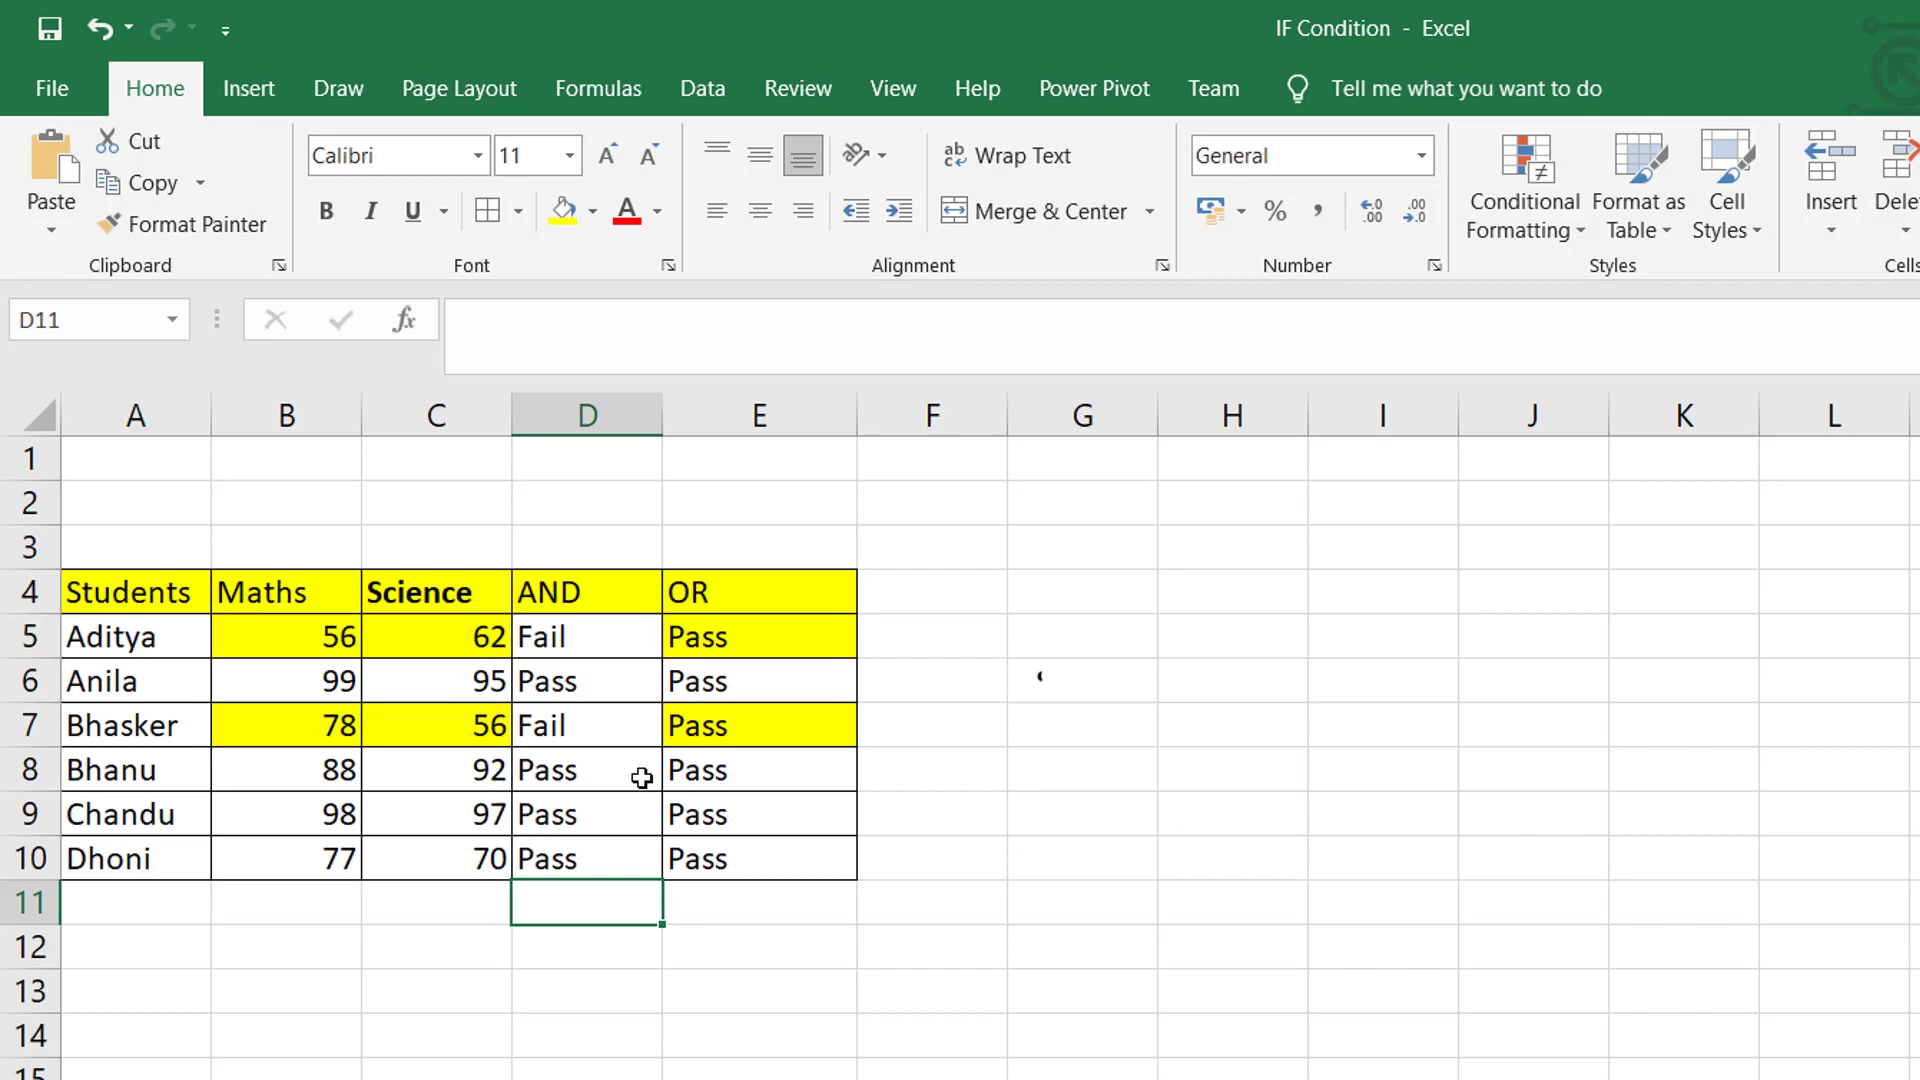 IF Condition - Excel
File Home Insert Draw Page Layout Formulas Data Review View Help Power Pivot Team Tell me what you want to do
Paste
Cut
Copy
Format Painter
Clipboard
Calibri 11
B I U A
Font
ab Wrap Text
Merge & Center
Alignment
General
%
Number
Conditional Formatting
Format as Table
Cell Styles
Styles
Insert
Cells
D11
fx
A B C D E F G H I J K L
1
2
3
4 Students Maths Science AND OR
5 Aditya 56 62 Fail Pass
6 Anila 99 95 Pass Pass
7 Bhasker 78 56 Fail Pass
8 Bhanu 88 92 Pass Pass
9 Chandu 98 97 Pass Pass
10 Dhoni 77 70 Pass Pass
11
12
13
14
15